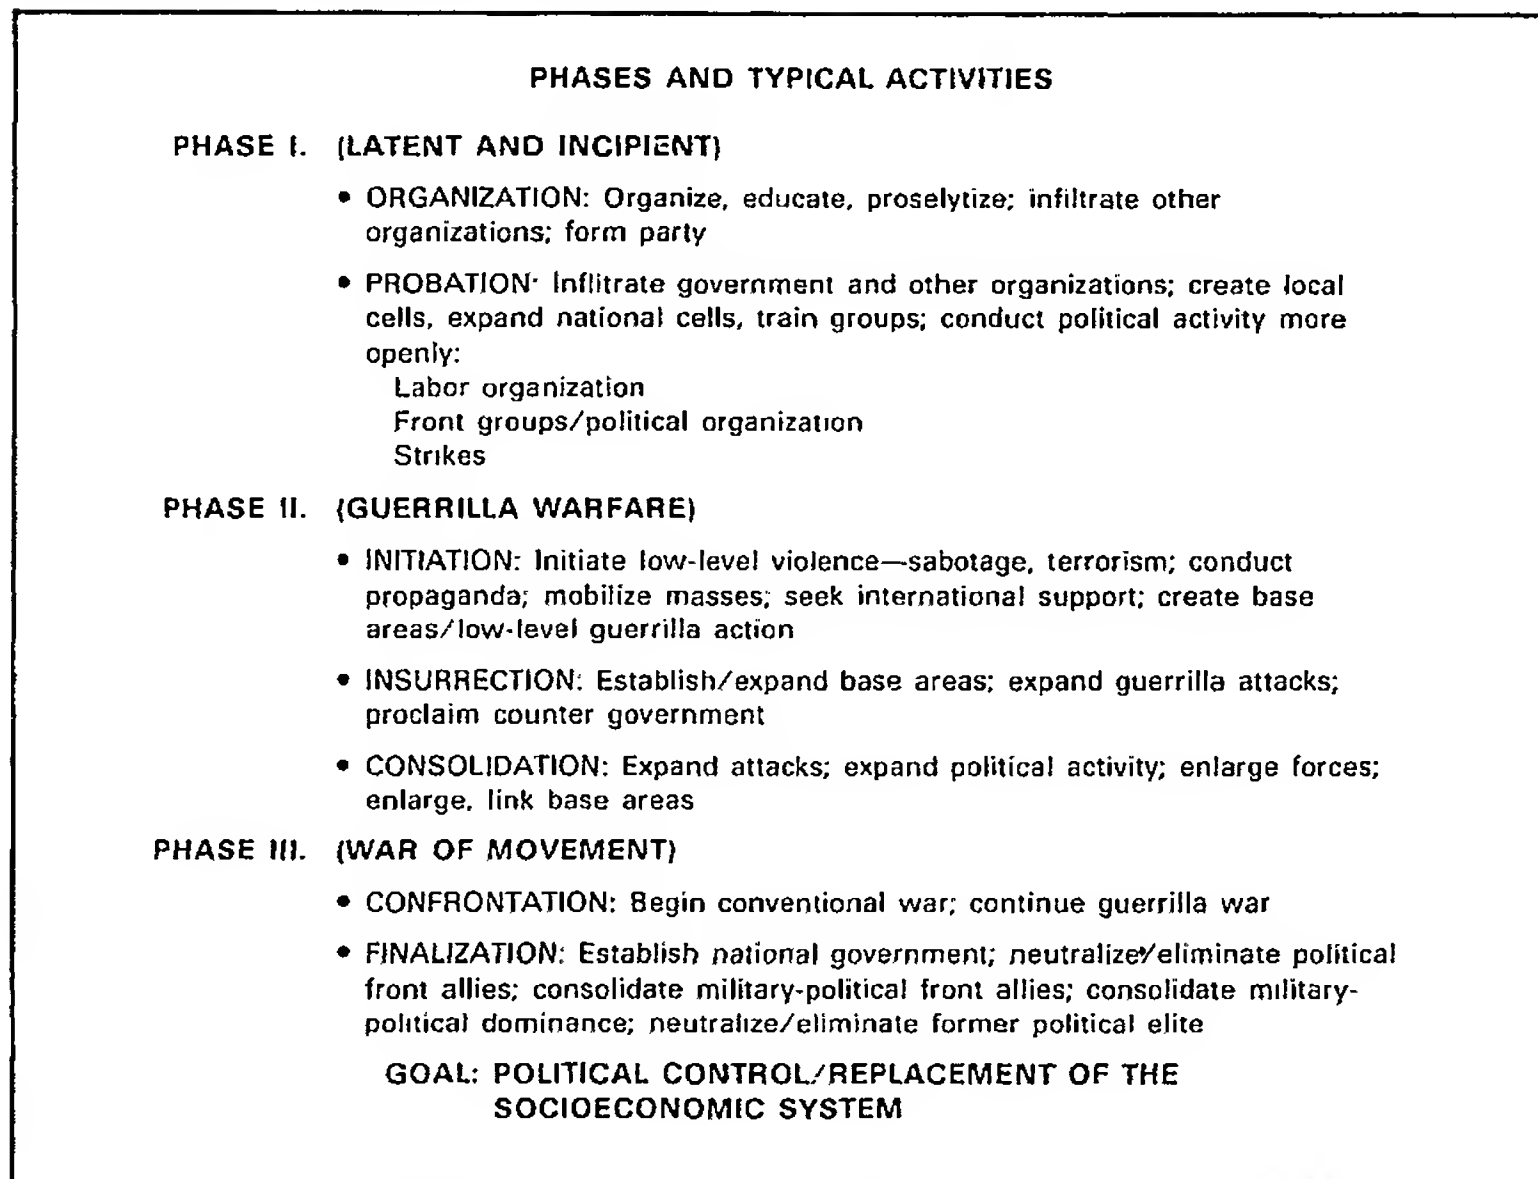 PHASES AND TYPICAL ACTIVITIES
PHASE I. (LATENT AND INCIPIENT)
• ORGANIZATION: Organize, educate, proselytize; infiltrate other
organizations; form party
• PROBATION: Inflitrate government and other organizations; create local
cells, expand national cells, train groups; conduct political activity more
openly:
Labor organization
Front groups/political organization
Strikes
PHASE II. (GUERRILLA WARFARE)
• INITIATION: Initiate low-level violence—sabotage, terrorism; conduct
propaganda; mobilize masses; seek international support; create base
areas/low-level guerrilla action
• INSURRECTION: Establish/expand base areas; expand guerrilla attacks;
proclaim counter government
• CONSOLIDATION: Expand attacks; expand political activity; enlarge forces;
enlarge, link base areas
PHASE III. (WAR OF MOVEMENT)
• CONFRONTATION: Begin conventional war; continue guerrilla war
• FINALIZATION: Establish national government; neutralize/eliminate political
front allies; consolidate military-political front allies; consolidate military-
political dominance; neutralize/eliminate former political elite
GOAL: POLITICAL CONTROL/REPLACEMENT OF THE
SOCIOECONOMIC SYSTEM